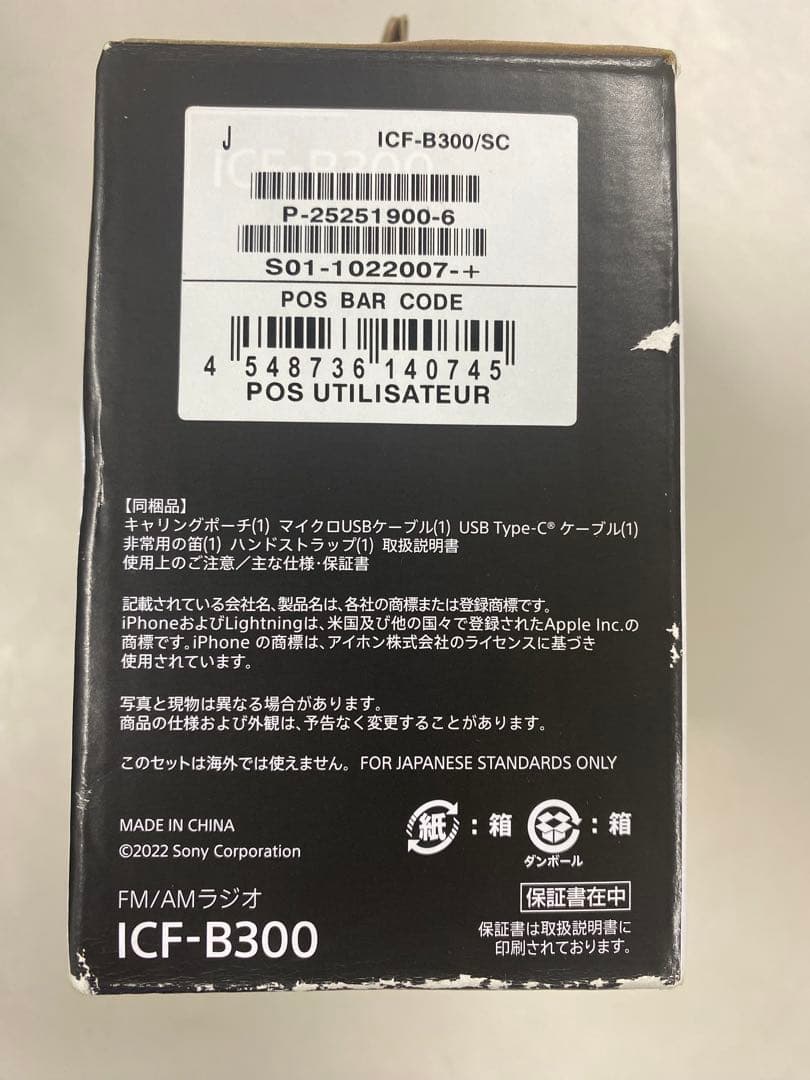 J ICF-B300/SC
ICF-B300
P-25251900-6
S01-1022007-+
POS BAR CODE
4 548736 140745
POS UTILISATEUR
【同梱品】
キャリングポーチ(1) マイクロUSBケーブル(1) USB Type-C® ケーブル(1)
非常用の笛(1) ハンドストラップ(1) 取扱説明書
使用上のご注意／主な仕様・保証書
記載されている会社名、製品名は、各社の商標または登録商標です。
iPhoneおよびLightningは、米国及び他の国々で登録されたApple Inc.の
商標です。iPhone の商標は、アイホン株式会社のライセンスに基づき
使用されています。
写真と現物は異なる場合があります。
商品の仕様および外観は、予告なく変更することがあります。
このセットは海外では使えません。 FOR JAPANESE STANDARDS ONLY
MADE IN CHINA
©2022 Sony Corporation
紙：箱 ：箱
ダンボール
FM/AMラジオ
ICF-B300
保証書在中
保証書は取扱説明書に
印刷されております。